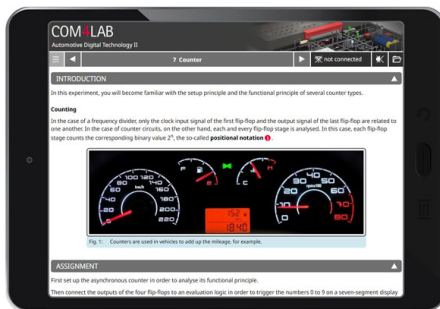 COM4LAB
Automotive Digital Technology II
7 Counter
not connected
INTRODUCTION
In this experiment, you will become familiar with the setup principle and the functional principle of several counter types.
Counting
In the case of a frequency divider, only the clock input signal of the first flip-flop and the output signal of the last flip-flop are related to
one another. In the case of counter circuits, on the other hand, each and every flip-flop stage is analysed. In this case, each flip-flop
stage counts the corresponding binary value 2ⁿ, the so-called positional notation
Fig. 1: Counters are used in vehicles to add up the mileage, for example.
ASSIGNMENT
First set up the asynchronous counter in order to analyse its functional principle.
Then connect the outputs of the four flip-flops to an evaluation logic in order to trigger the numbers 0 to 9 on a seven-segment display